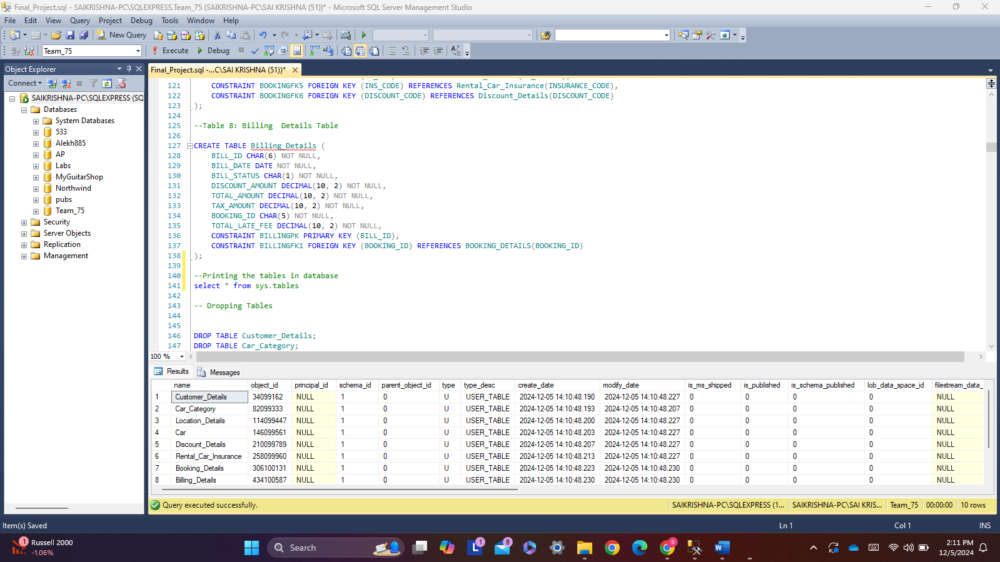 Final_Project.sql - SAIKRISHNA-PC\SQLEXPRESS.Team_75 (SAIKRISHNA-PC\SAI KRISHNA (51))* - Microsoft SQL Server Management Studio
File Edit View Query Project Debug Tools Window Help
New Query
Team_75 Execute Debug
Object Explorer
Connect
SAIKRISHNA-PC\SQLEXPRESS (SQ
Databases
System Databases
533
Alekh885
AP
Labs
MyGuitarShop
Northwind
pubs
Team_75
Security
Server Objects
Replication
Management
Final_Project.sql -...C\SAI KRISHNA (51))*
121 CONSTRAINT BOOKINGFK5 FOREIGN KEY (INS_CODE) REFERENCES Rental_Car_Insurance(INSURANCE_CODE),
122 CONSTRAINT BOOKINGFK6 FOREIGN KEY (DISCOUNT_CODE) REFERENCES Discount_Details(DISCOUNT_CODE)
123 );
124
125 --Table 8: Billing  Details Table
126
127 CREATE TABLE Billing_Details (
128 BILL_ID CHAR(6) NOT NULL,
129 BILL_DATE DATE NOT NULL,
130 BILL_STATUS CHAR(1) NOT NULL,
131 DISCOUNT_AMOUNT DECIMAL(10, 2) NOT NULL,
132 TOTAL_AMOUNT DECIMAL(10, 2) NOT NULL,
133 TAX_AMOUNT DECIMAL(10, 2) NOT NULL,
134 BOOKING_ID CHAR(5) NOT NULL,
135 TOTAL_LATE_FEE DECIMAL(10, 2) NOT NULL,
136 CONSTRAINT BILLINGPK PRIMARY KEY (BILL_ID),
137 CONSTRAINT BILLINGFK1 FOREIGN KEY (BOOKING_ID) REFERENCES BOOKING_DETAILS(BOOKING_ID)
138 );
139
140 --Printing the tables in database
141 select * from sys.tables
142
143 -- Dropping Tables
144
145
146 DROP TABLE Customer_Details;
147 DROP TABLE Car_Category;
100 %
Results Messages
name object_id principal_id schema_id parent_object_id type type_desc create_date modify_date is_ms_shipped is_published is_schema_published lob_data_space_id filestream_data_
1 Customer_Details 34099162 NULL 1 0 U USER_TABLE 2024-12-05 14:10:48.190 2024-12-05 14:10:48.227 0 0 0 0 NULL
2 Car_Category 82099333 NULL 1 0 U USER_TABLE 2024-12-05 14:10:48.193 2024-12-05 14:10:48.207 0 0 0 0 NULL
3 Location_Details 114099447 NULL 1 0 U USER_TABLE 2024-12-05 14:10:48.200 2024-12-05 14:10:48.227 0 0 0 0 NULL
4 Car 146099561 NULL 1 0 U USER_TABLE 2024-12-05 14:10:48.203 2024-12-05 14:10:48.227 0 0 0 0 NULL
5 Discount_Details 210099789 NULL 1 0 U USER_TABLE 2024-12-05 14:10:48.207 2024-12-05 14:10:48.227 0 0 0 0 NULL
6 Rental_Car_Insurance 258099960 NULL 1 0 U USER_TABLE 2024-12-05 14:10:48.213 2024-12-05 14:10:48.227 0 0 0 0 NULL
7 Booking_Details 306100131 NULL 1 0 U USER_TABLE 2024-12-05 14:10:48.223 2024-12-05 14:10:48.230 0 0 0 0 NULL
8 Billing_Details 434100587 NULL 1 0 U USER_TABLE 2024-12-05 14:10:48.230 2024-12-05 14:10:48.230 0 0 0 0 NULL
Query executed successfully. SAIKRISHNA-PC\SQLEXPRESS (1... SAIKRISHNA-PC\SAI KRIS... Team_75 00:00:00 10 rows
Item(s) Saved Ln 1 Col 1 INS
1 Russell 2000
-1.06%
Search
1
8
S
2:11 PM
12/5/2024